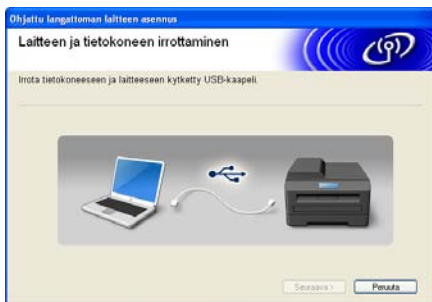 Ohjattu langattoman laitteen asennus
Laitteen ja tietokoneen irrottaminen
Irrota tietokoneeseen ja laitteeseen kytketty USB-kaapeli.
Seuraava >
Peruuta